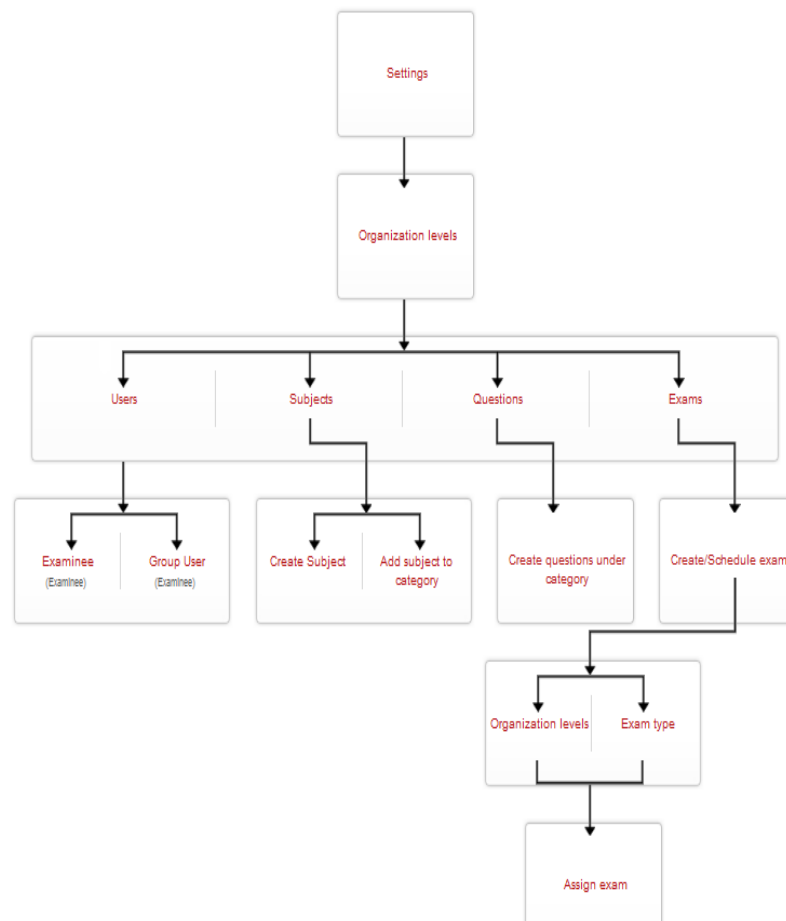 Settings
Organization levels
Users
Subjects
Questions
Exams
Examinee
(Examinee)
Group User
(Examinee)
Create Subject
Add subject to
category
Create questions under
category
Create/Schedule exam
Organization levels
Exam type
Assign exam